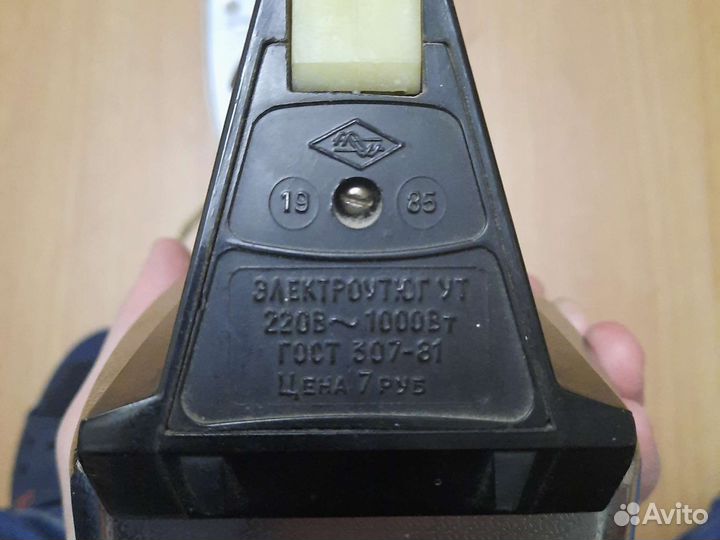 19 85
ЭЛЕКТРОУТЮГ УТ
220В ~ 1000Вт
ГОСТ 307-81
ЦЕНА 7 РУБ
Avito